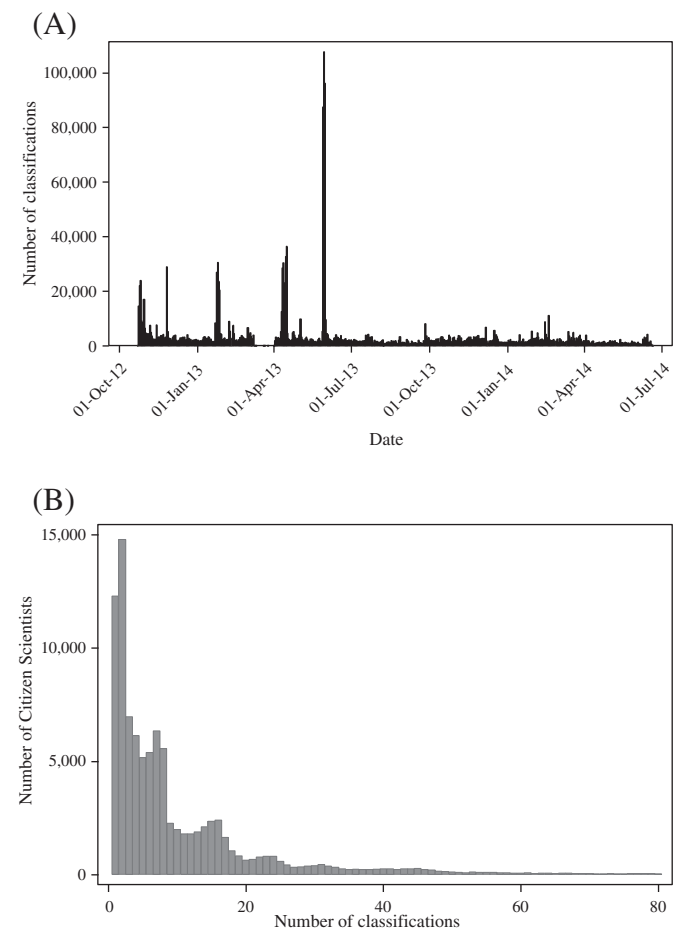 (A)
100,000
80,000
60,000
40,000
20,000
0
Number of classifications
01-Oct-12 01-Jan-13 01-Apr-13 01-Jul-13 01-Oct-13 01-Jan-14 01-Apr-14 01-Jul-14
Date
(B)
15,000
10,000
5,000
0
Number of Citizen Scientists
0 20 40 60 80
Number of classifications